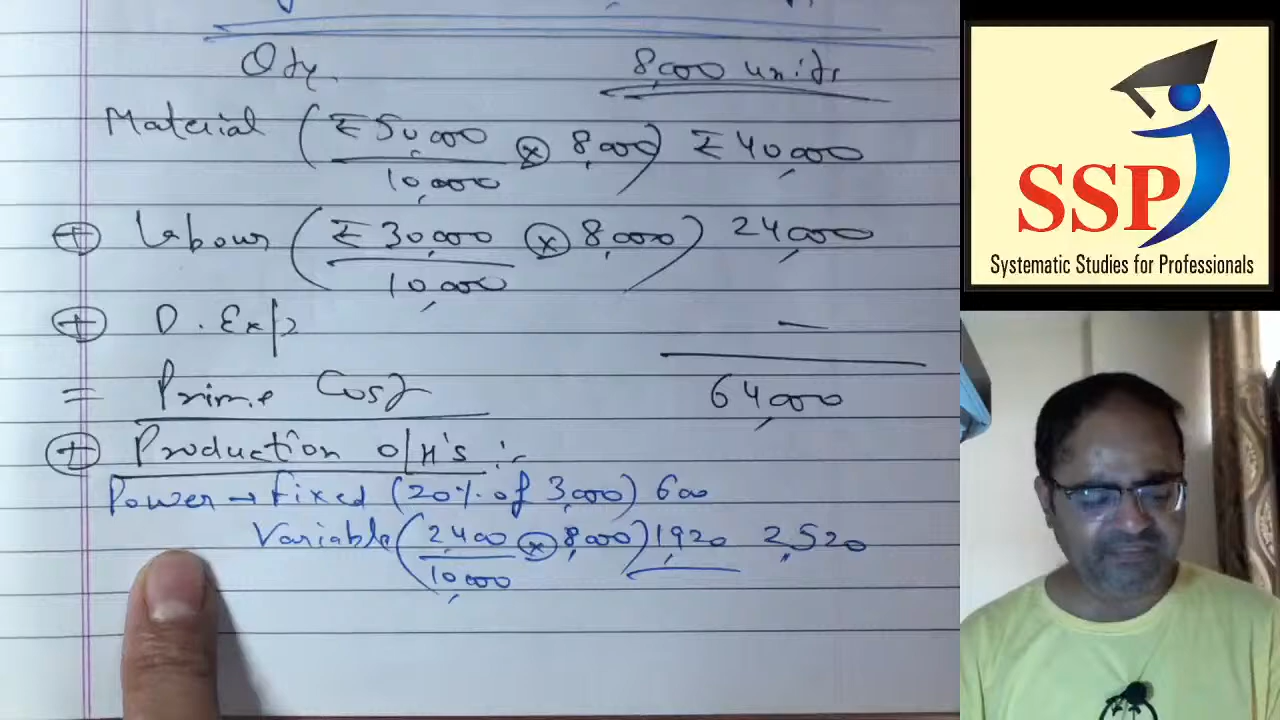 Qty. 8,000 units
Material (₹50,000 / 10,000 × 8,000) ₹40,000
+ Labour (₹30,000 / 10,000 × 8,000) 24,000
+ D. Exp —
= Prime Cost 64,000
+ Production o/H's :-
Power → Fixed (20% of 3,000) 600
Variable (2,400 / 10,000 × 8,000) 1,920 2,520
SSP
Systematic Studies for Professionals